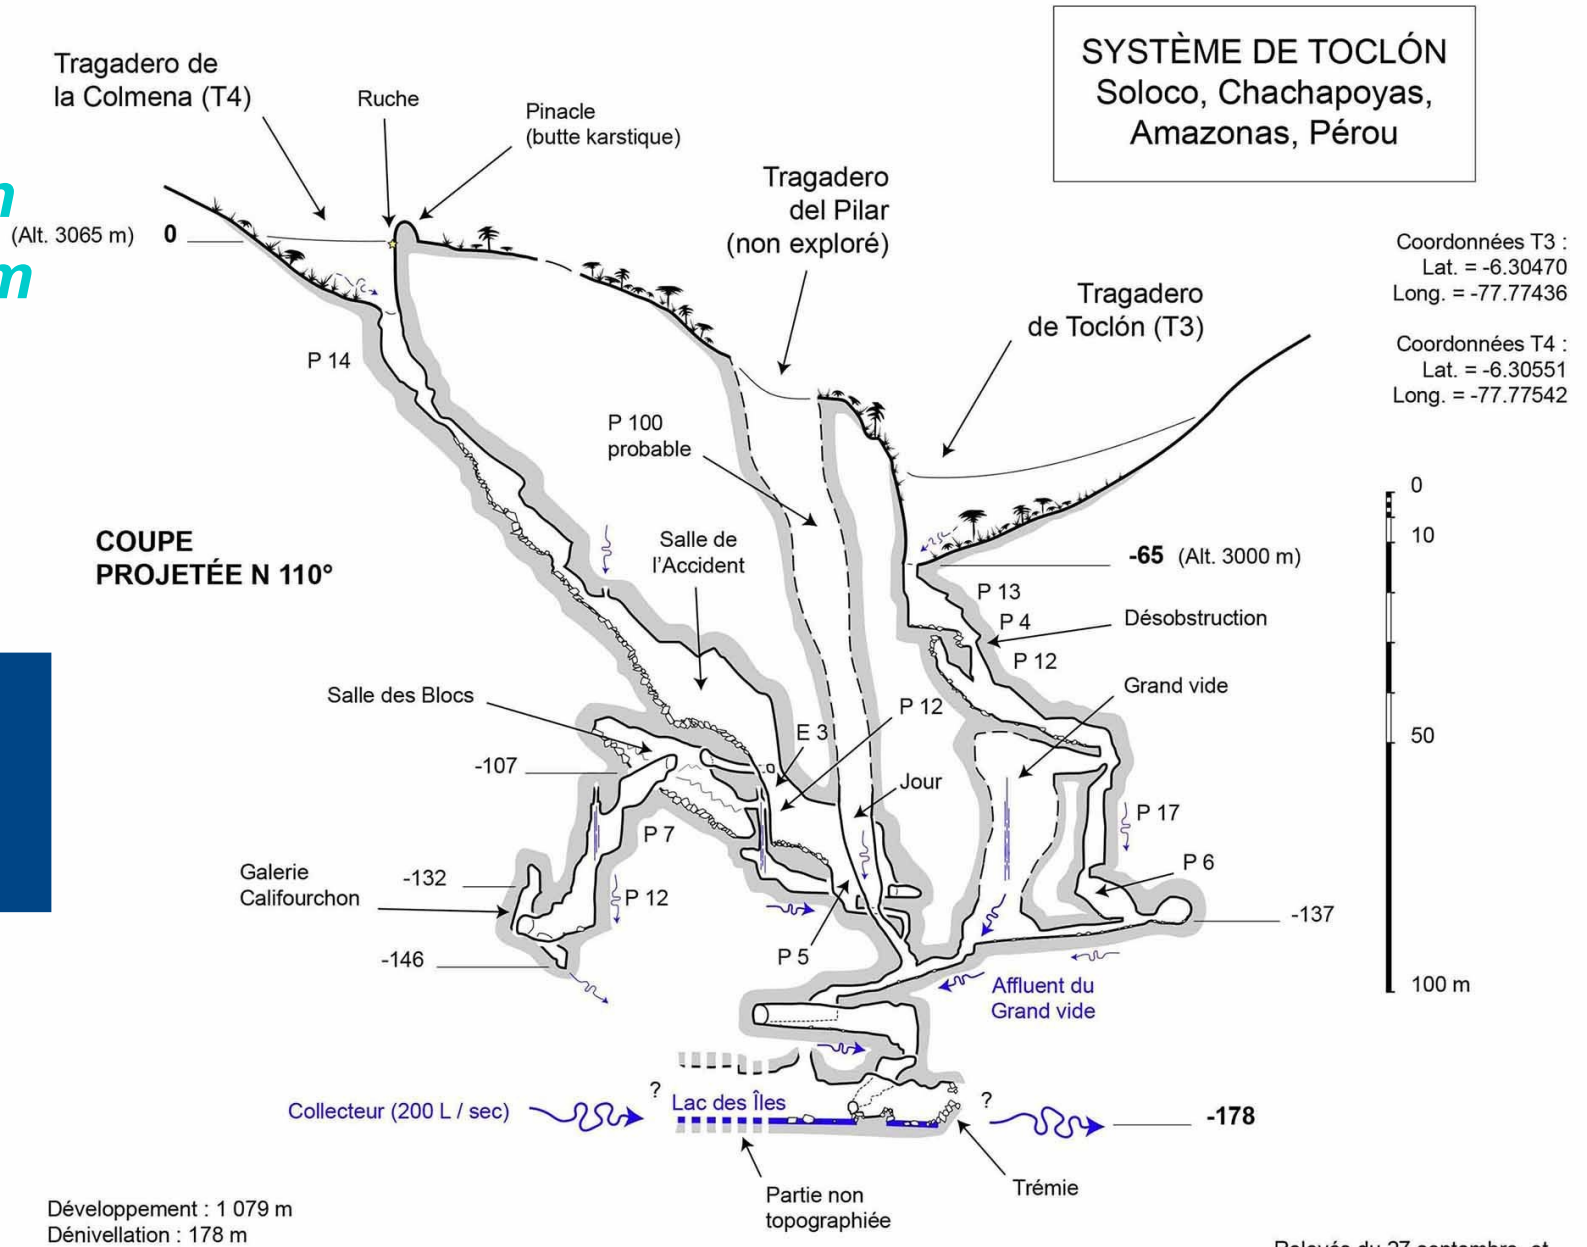 SYSTÈME DE TOCLÓN
Soloco, Chachapoyas,
Amazonas, Pérou
Tragadero de
la Colmena (T4)
Ruche
Pinacle
(butte karstique)
Tragadero
del Pilar
(non exploré)
n
(Alt. 3065 m) 0
m
Coordonnées T3 :
Lat. = -6.30470
Long. = -77.77436
Tragadero
de Toclón (T3)
Coordonnées T4 :
Lat. = -6.30551
Long. = -77.77542
P 14
P 100
probable
0
10
50
100 m
COUPE
PROJETÉE N 110°
Salle de
l'Accident
-65 (Alt. 3000 m)
P 13
P 4
Désobstruction
P 12
Grand vide
Salle des Blocs
P 12
E 3
-107
Jour
P 17
P 7
P 6
Galerie
Califourchon
-132
P 12
-137
P 5
-146
Affluent du
Grand vide
?
Lac des Îles
?
Collecteur (200 L / sec)
-178
Trémie
Partie non
topographiée
Développement : 1 079 m
Dénivellation : 178 m
Relevés du 27 septembre et